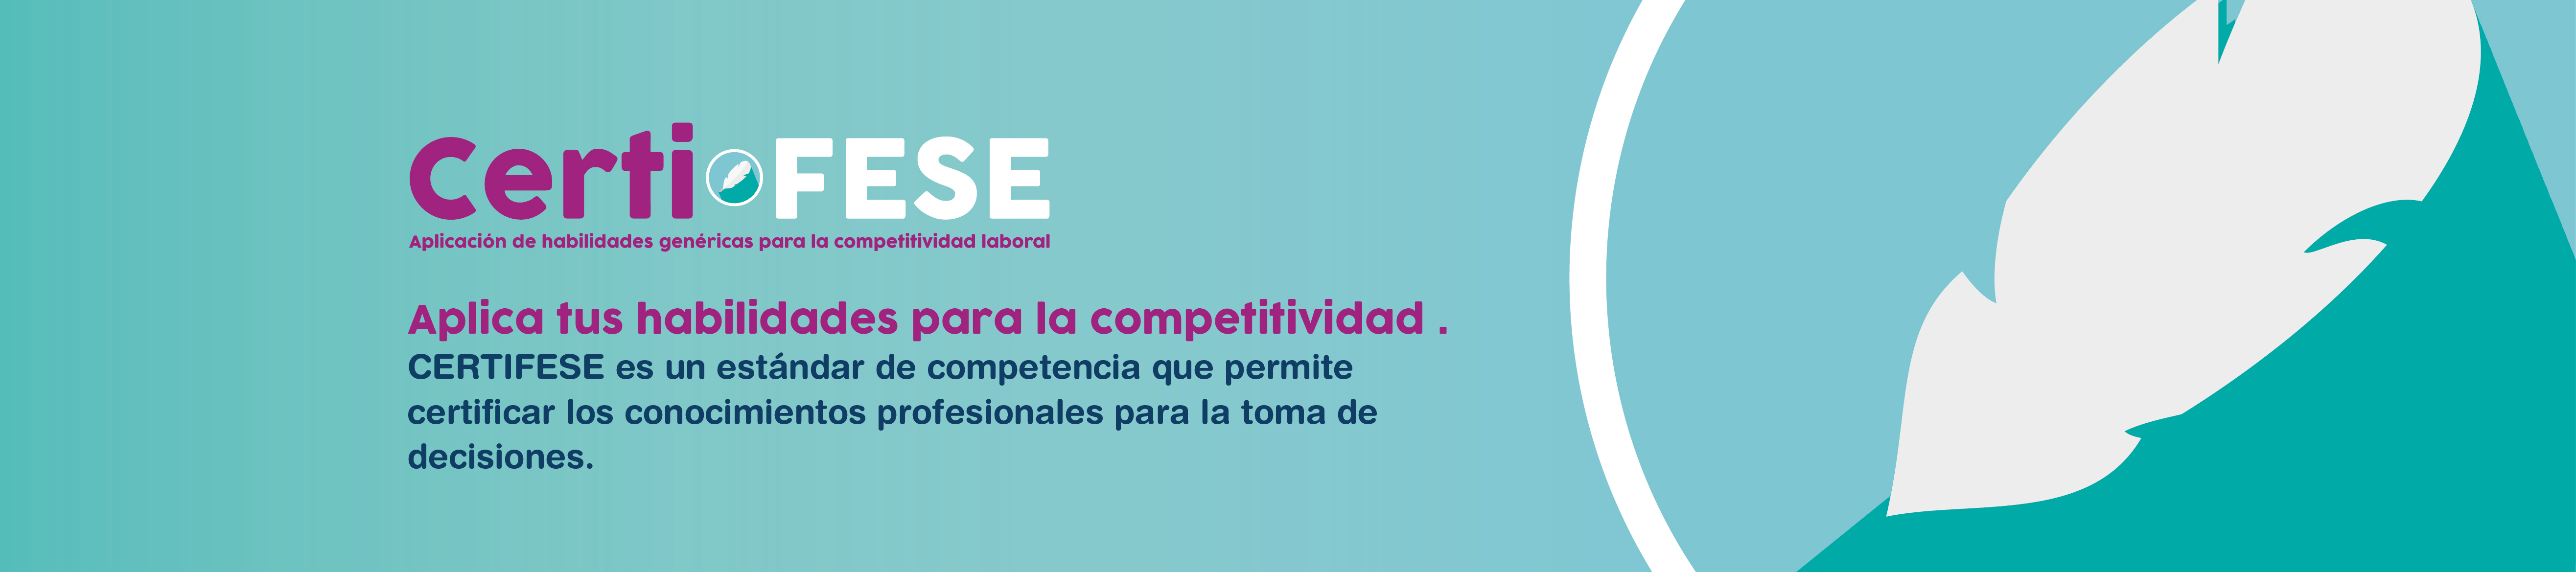 Certi FESE
Aplicación de habilidades genéricas para la competitividad laboral
Aplica tus habilidades para la competitividad .
CERTIFESE es un estándar de competencia que permite
certificar los conocimientos profesionales para la toma de
decisiones.